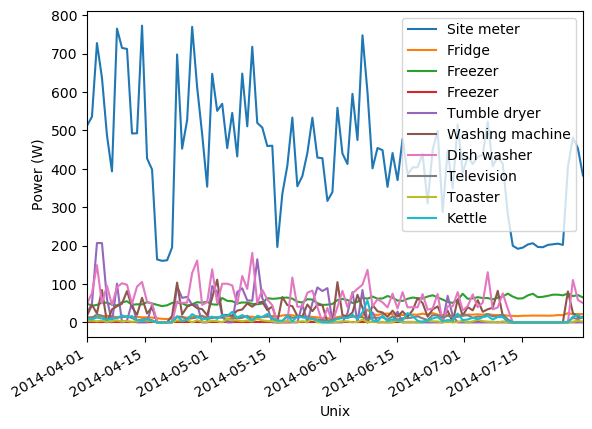 800
700
600
500
400
300
200
100
0
Power (W)
Site meter
Fridge
Freezer
Freezer
Tumble dryer
Washing machine
Dish washer
Television
Toaster
Kettle
2014-04-01
2014-04-15
2014-05-01
2014-05-15
2014-06-01
2014-06-15
2014-07-01
2014-07-15
Unix